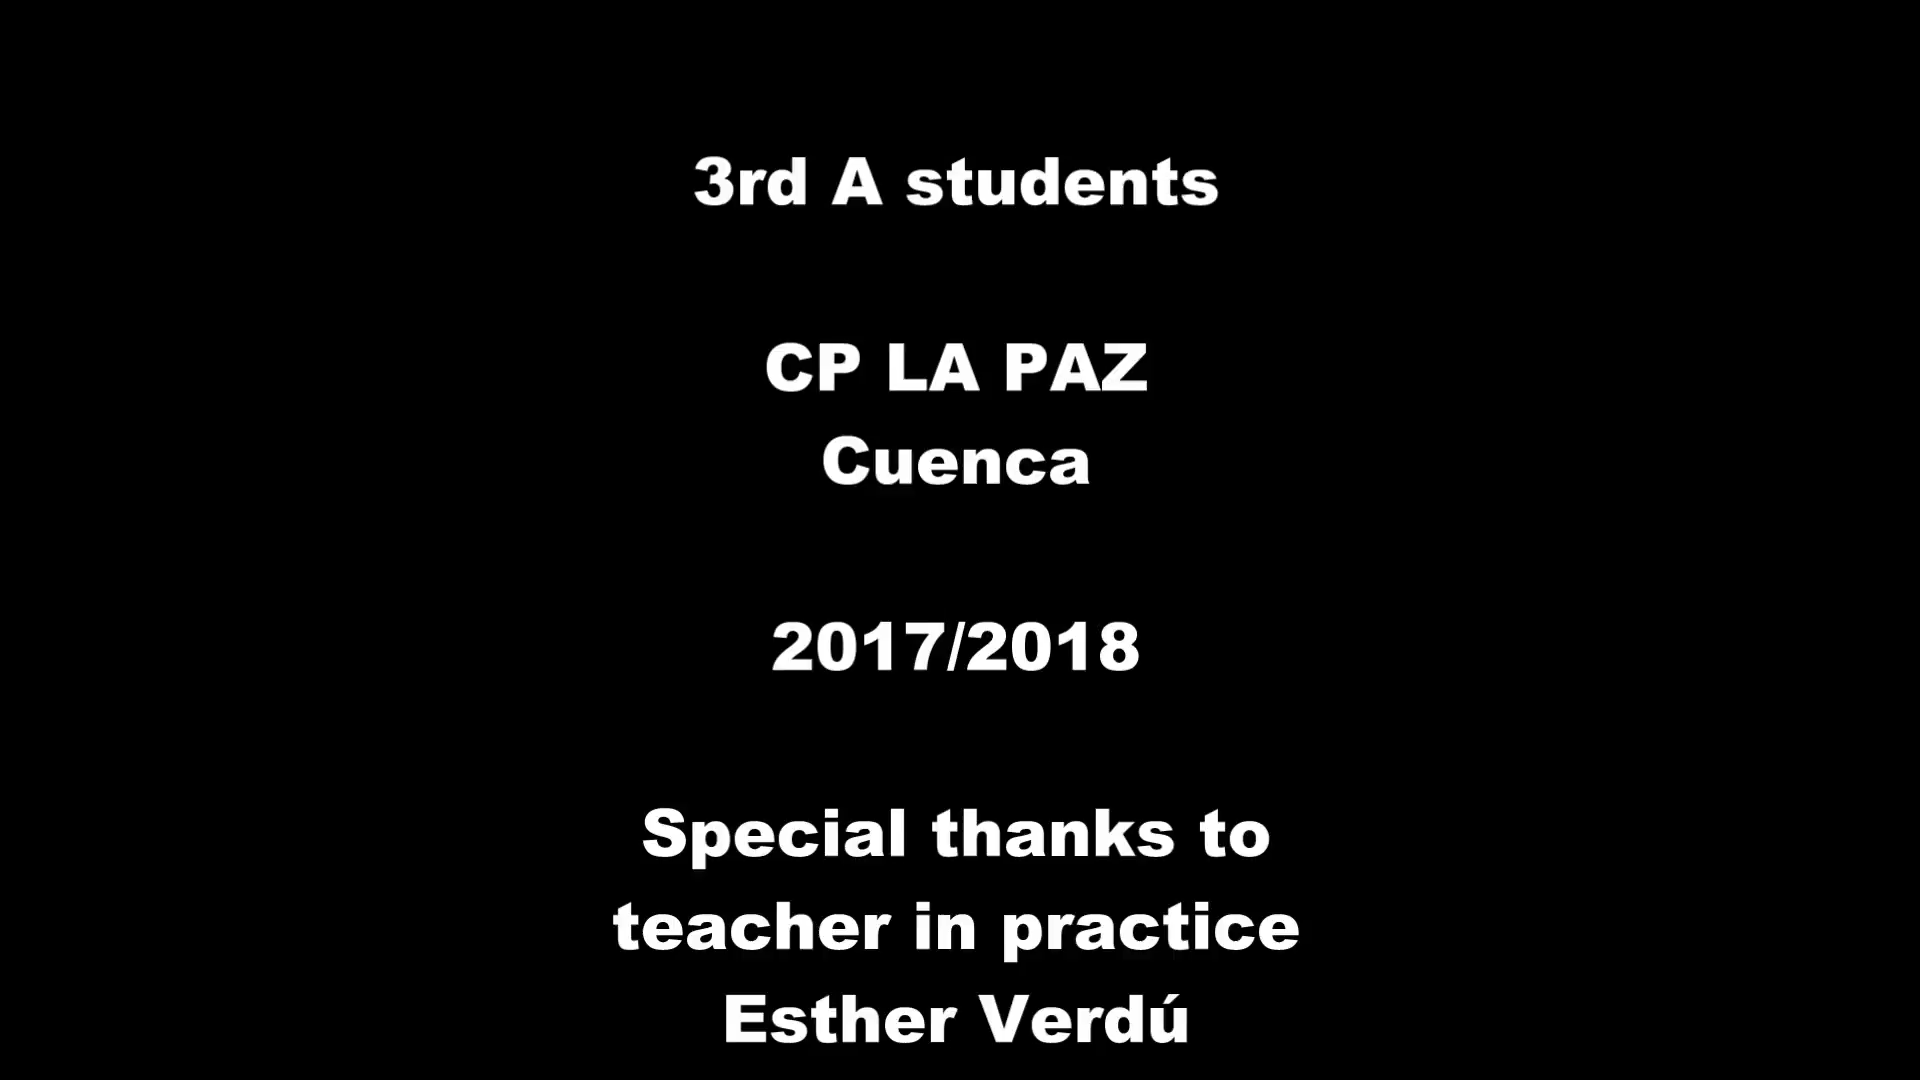 3rd A students
CP LA PAZ
Cuenca
2017/2018
Special thanks to
teacher in practice
Esther Verdú